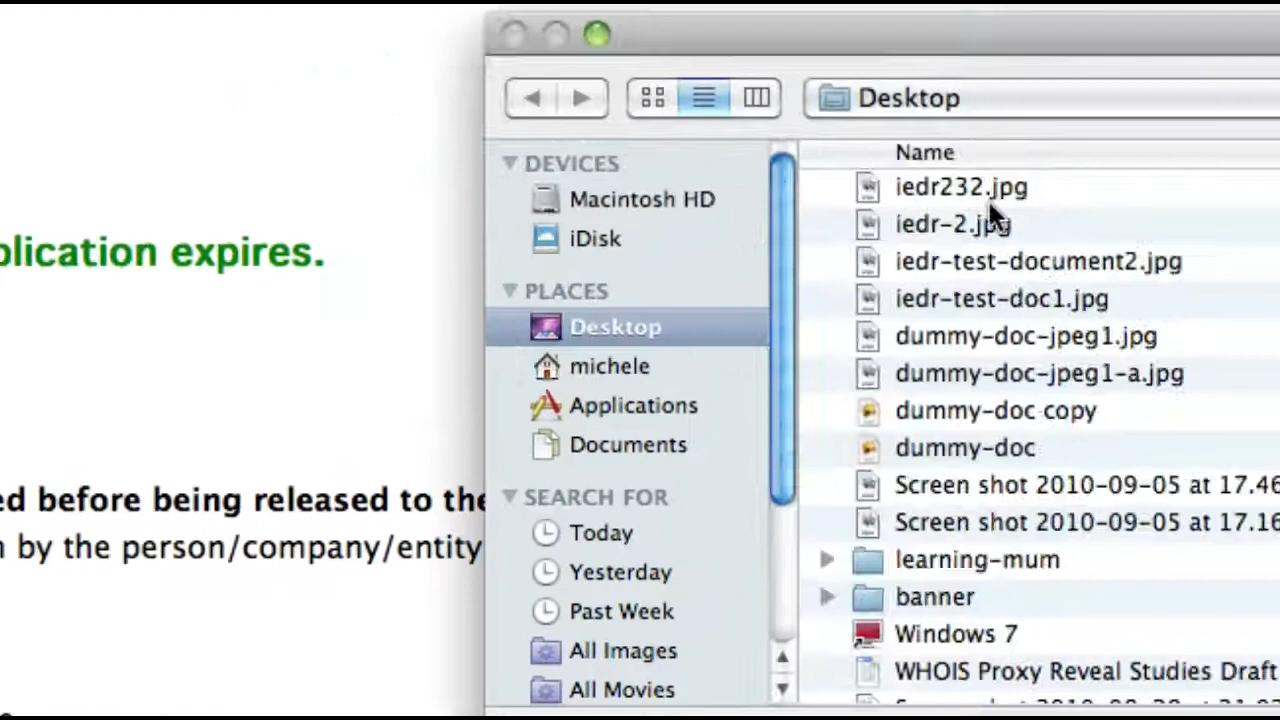 Desktop
DEVICES
Macintosh HD
iDisk
PLACES
Desktop
michele
Applications
Documents
SEARCH FOR
Today
Yesterday
Past Week
All Images
All Movies
Name
iedr232.jpg
iedr-2.jpg
iedr-test-document2.jpg
iedr-test-doc1.jpg
dummy-doc-jpeg1.jpg
dummy-doc-jpeg1-a.jpg
dummy-doc copy
dummy-doc
Screen shot 2010-09-05 at 17.46
Screen shot 2010-09-05 at 17.16
learning-mum
banner
Windows 7
WHOIS Proxy Reveal Studies Draft
plication expires.
ed before being released to the
n by the person/company/entity